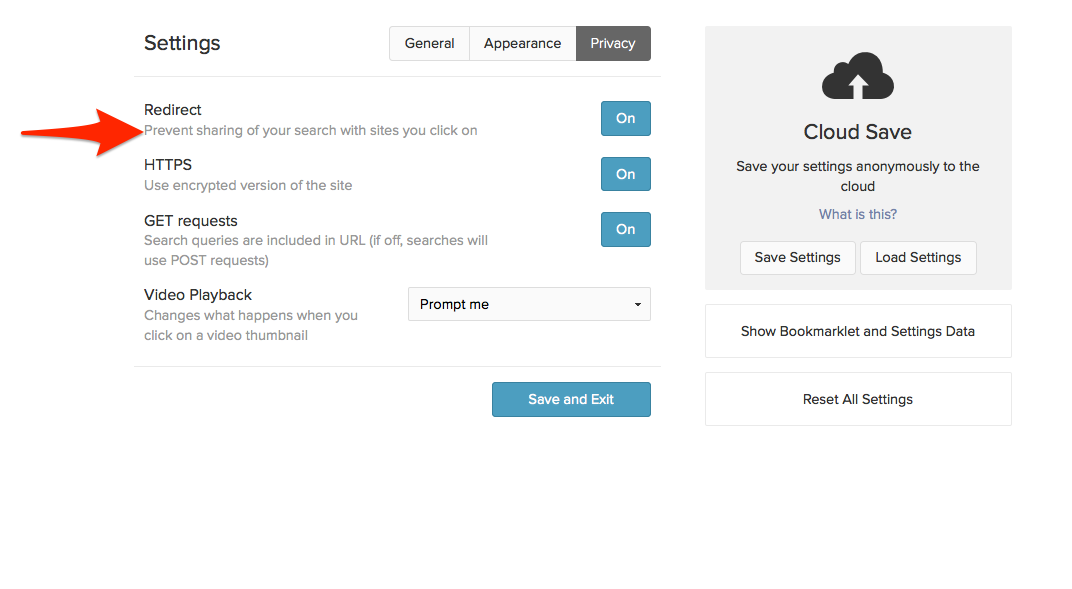 Settings
General
Appearance
Privacy
Redirect
Prevent sharing of your search with sites you click on
On
HTTPS
Use encrypted version of the site
On
GET requests
Search queries are included in URL (if off, searches will
use POST requests)
On
Video Playback
Changes what happens when you
click on a video thumbnail
Prompt me
Save and Exit
Cloud Save
Save your settings anonymously to the
cloud
What is this?
Save Settings
Load Settings
Show Bookmarklet and Settings Data
Reset All Settings